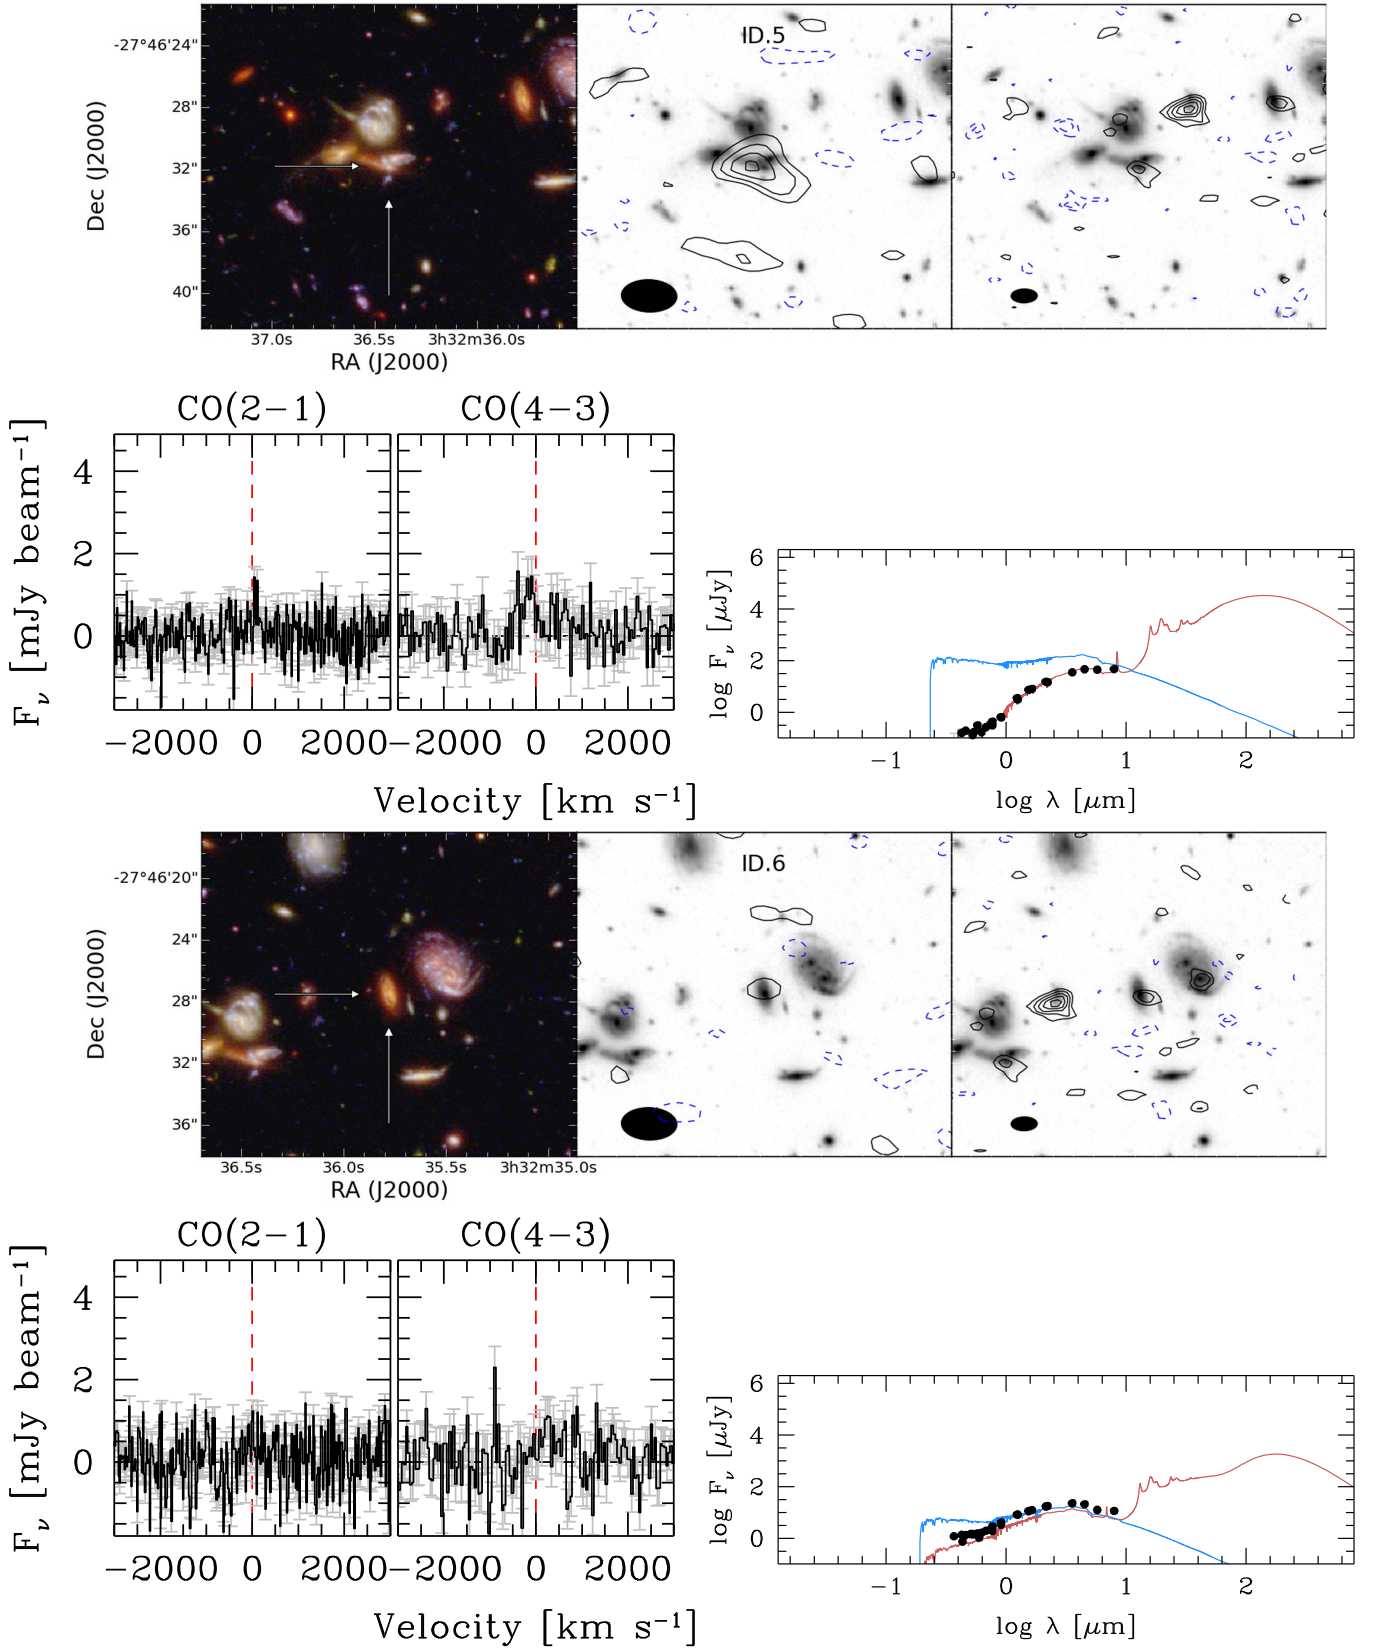 ID.5
-27°46'24"
28"
32"
36"
40"
Dec (J2000)
37.0s 36.5s 3h32m36.0s
RA (J2000)
CO(2−1) CO(4−3)
F_ν [mJy beam⁻¹]
4
2
0
−2000 0 2000 −2000 0 2000
Velocity [km s⁻¹]
log F_ν [μJy]
6
4
2
0
−1 0 1 2
log λ [μm]
ID.6
-27°46'20"
24"
28"
32"
36"
Dec (J2000)
36.5s 36.0s 35.5s 3h32m35.0s
RA (J2000)
CO(2−1) CO(4−3)
F_ν [mJy beam⁻¹]
4
2
0
−2000 0 2000 −2000 0 2000
Velocity [km s⁻¹]
log F_ν [μJy]
6
4
2
0
−1 0 1 2
log λ [μm]